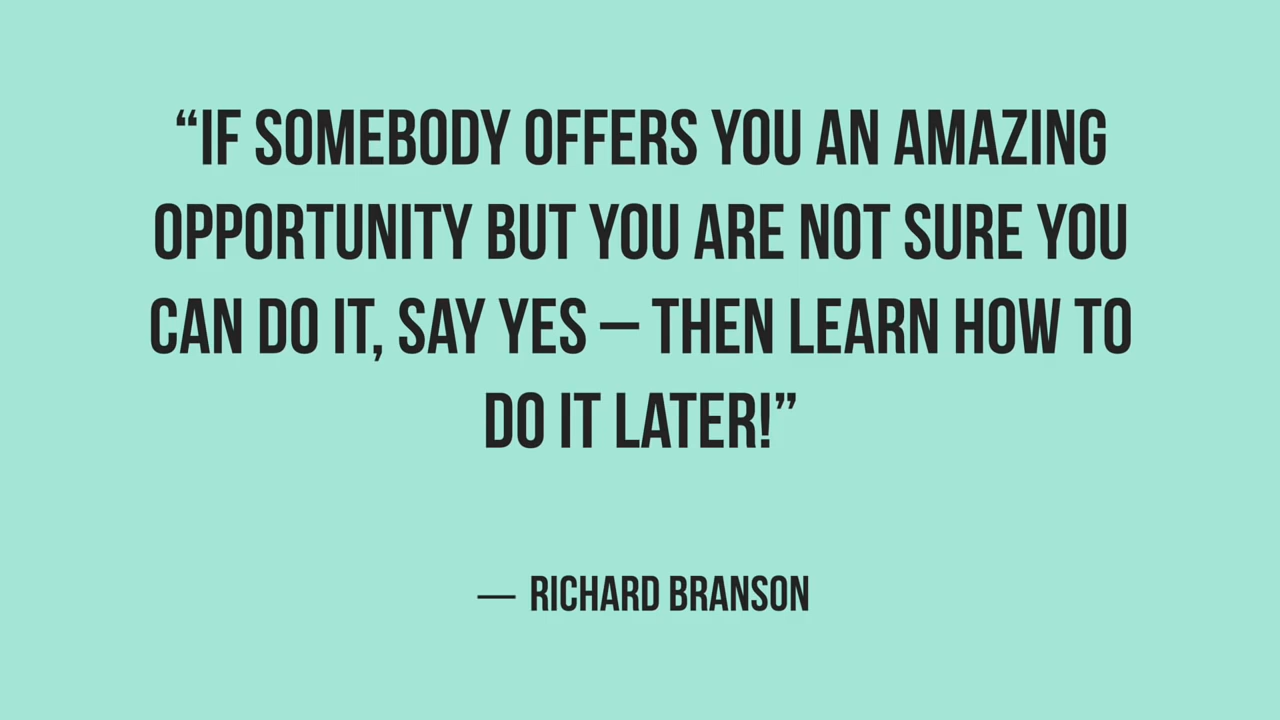 “IF SOMEBODY OFFERS YOU AN AMAZING
OPPORTUNITY BUT YOU ARE NOT SURE YOU
CAN DO IT, SAY YES – THEN LEARN HOW TO
DO IT LATER!”
— RICHARD BRANSON